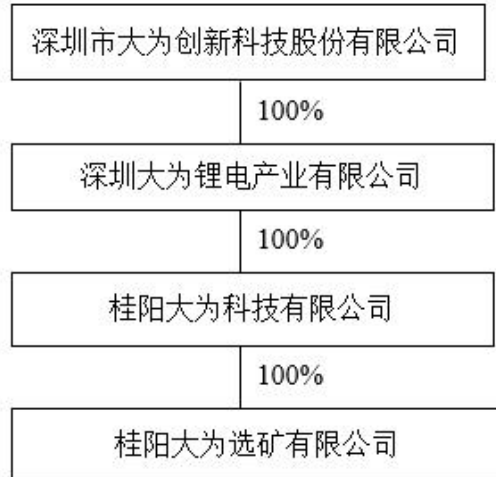 深圳市大为创新科技股份有限公司
100%
深圳大为锂电产业有限公司
100%
桂阳大为科技有限公司
100%
桂阳大为选矿有限公司